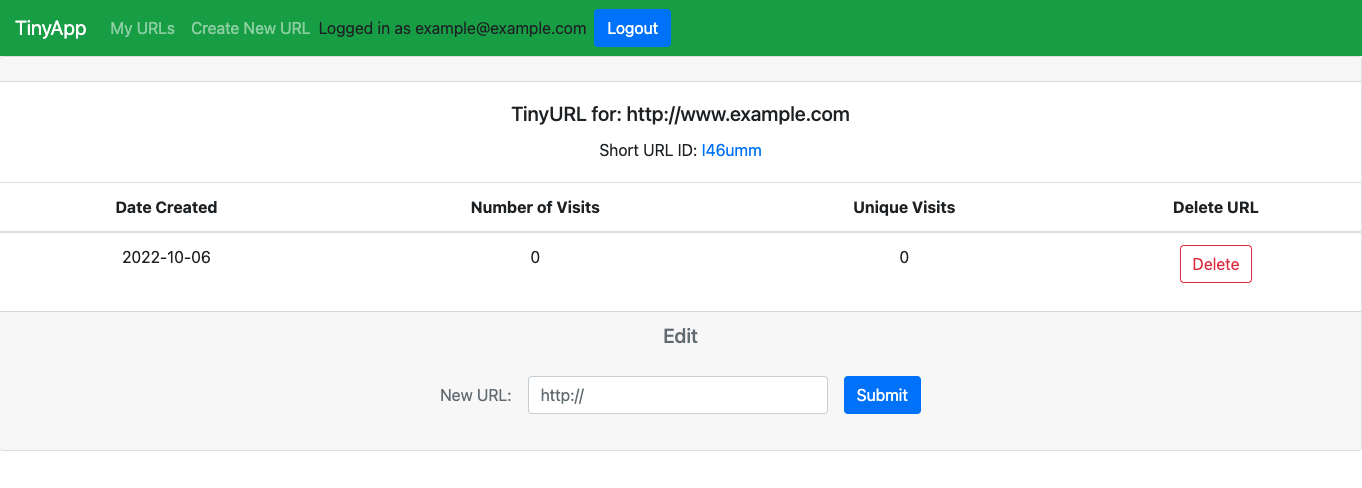 TinyApp My URLs Create New URL Logged in as example@example.com Logout
TinyURL for: http://www.example.com
Short URL ID: I46umm
Date Created Number of Visits Unique Visits Delete URL
2022-10-06 0 0 Delete
Edit
New URL: http:// Submit